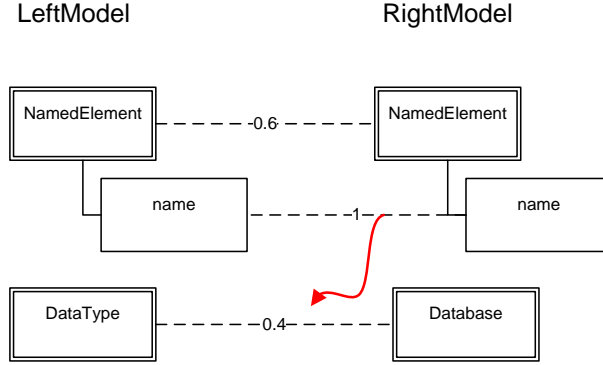 LeftModel RightModel
NamedElement 0.6 NamedElement
name 1 name
DataType 0.4 Database